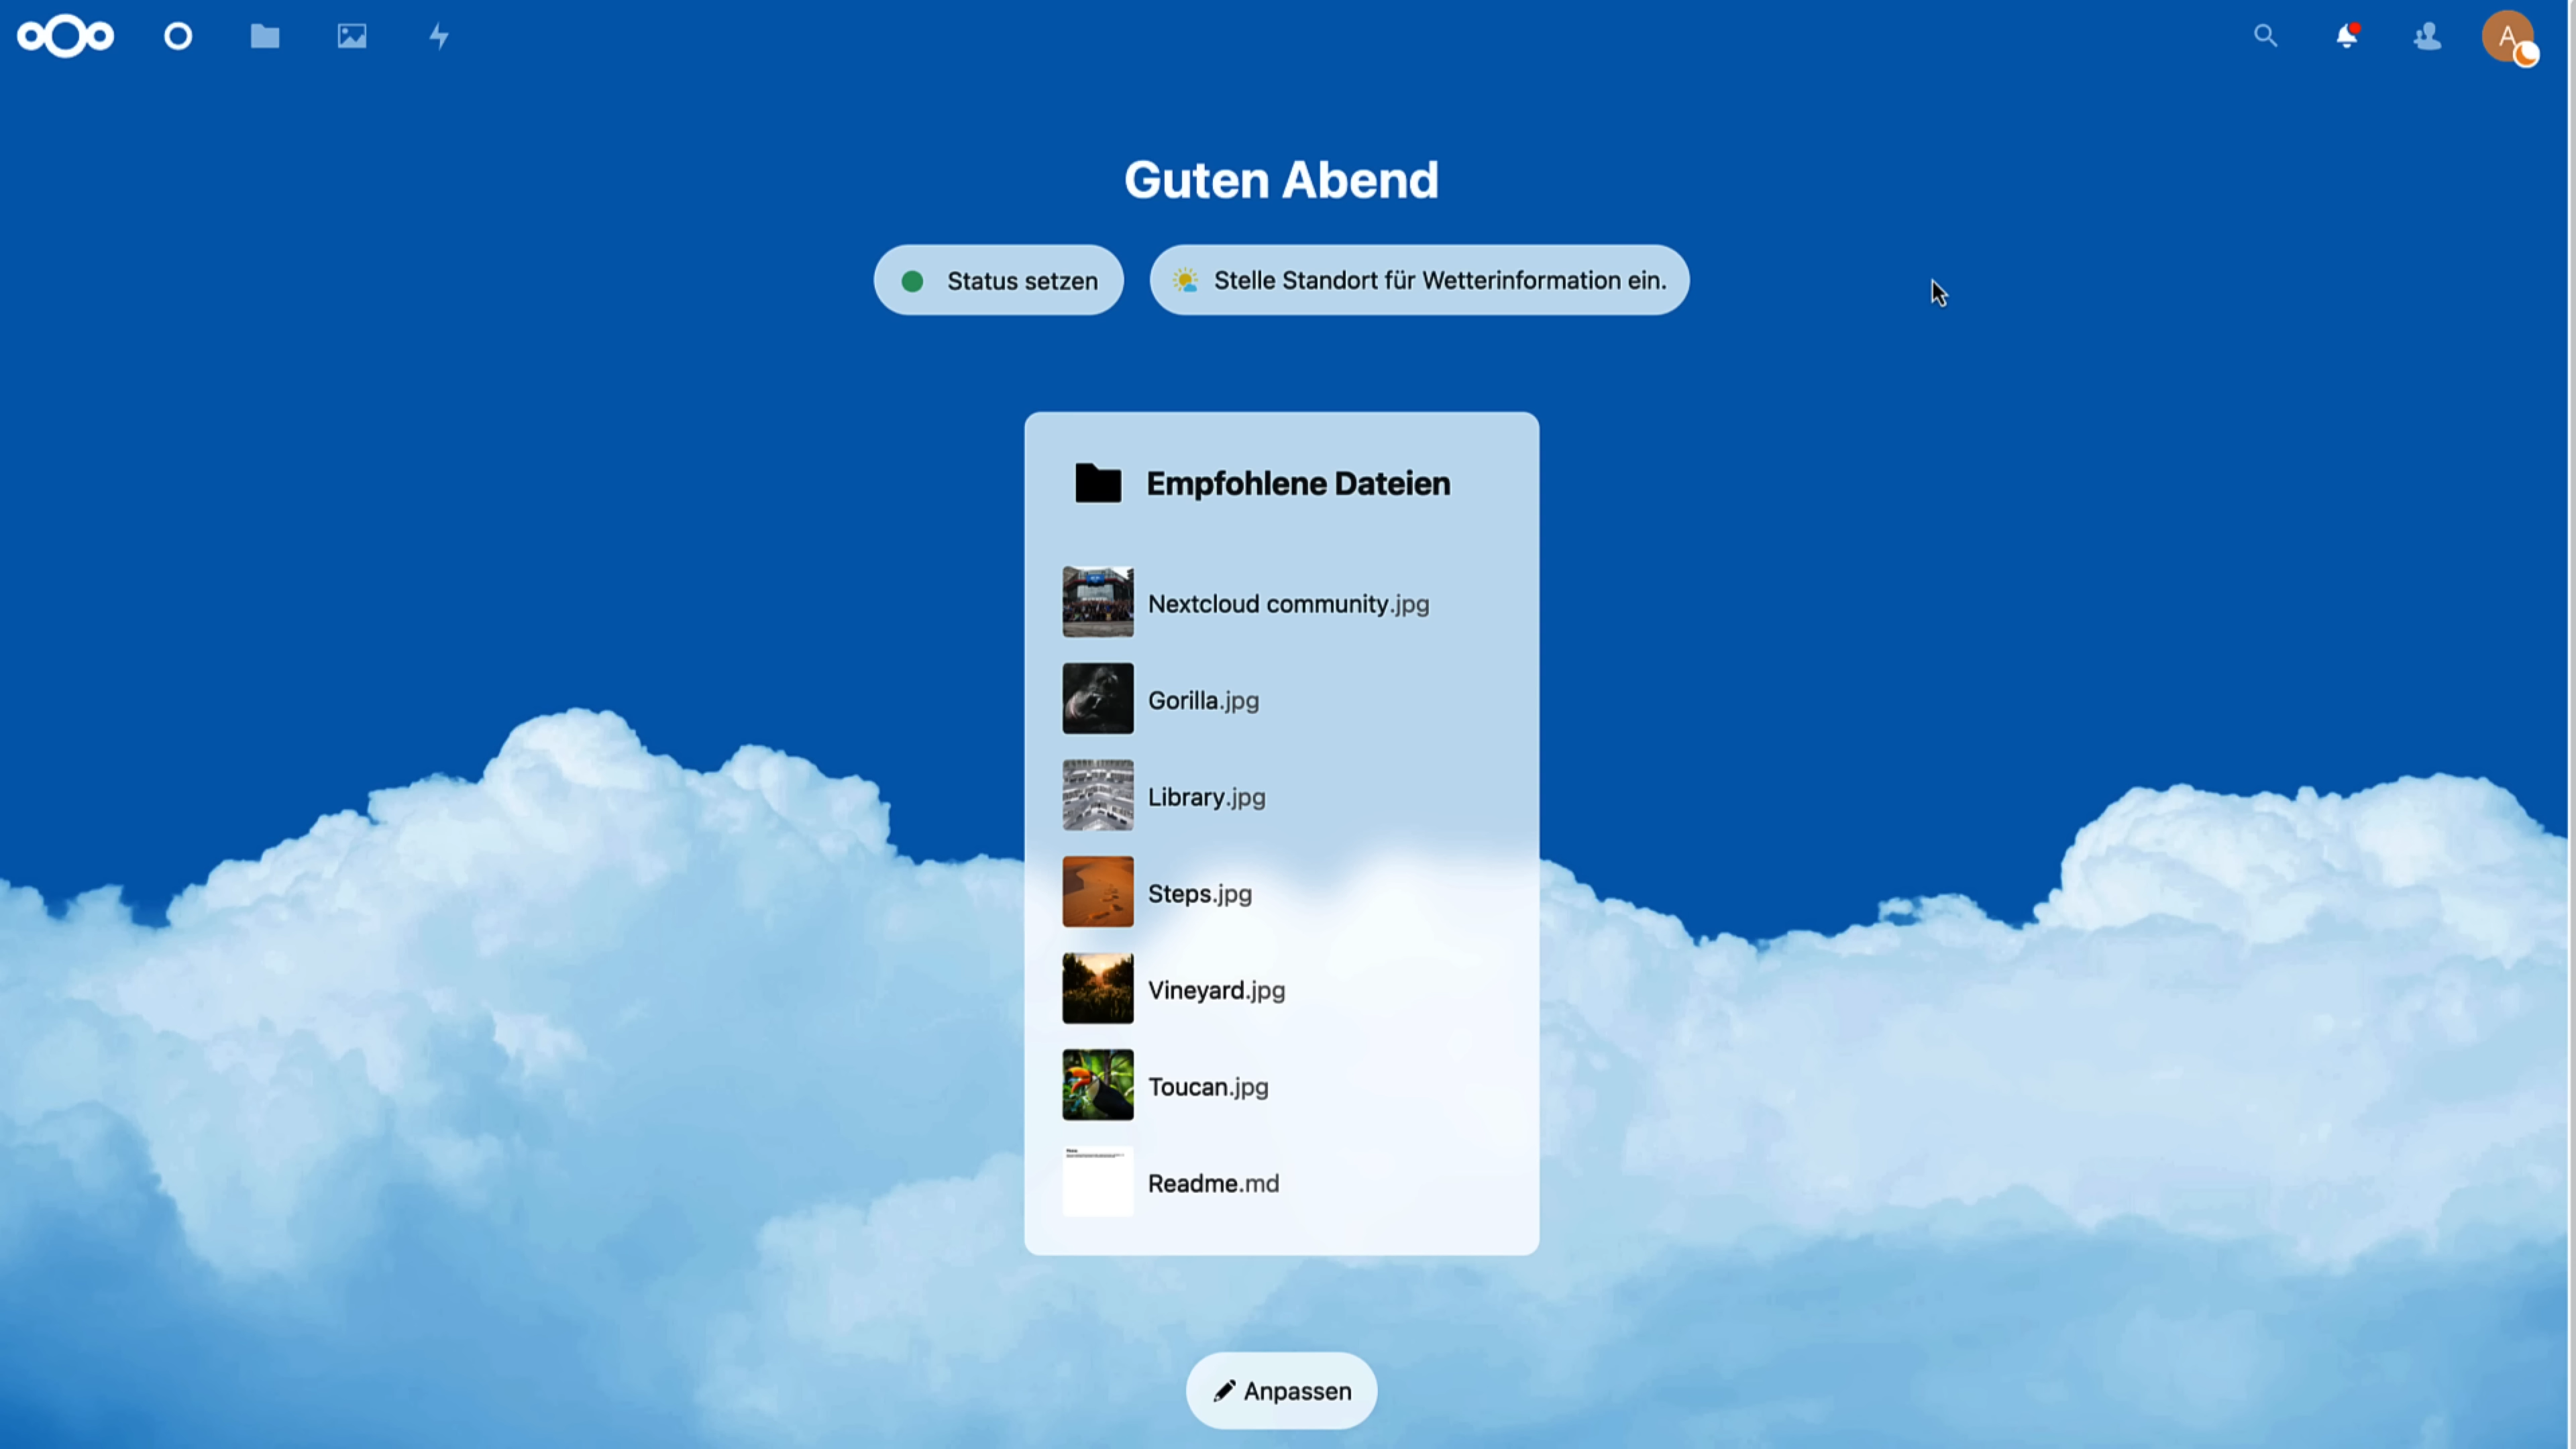 A
Guten Abend
Status setzen
Stelle Standort für Wetterinformation ein.
Empfohlene Dateien
Nextcloud community.jpg
Gorilla.jpg
Library.jpg
Steps.jpg
Vineyard.jpg
Toucan.jpg
Readme.md
Anpassen